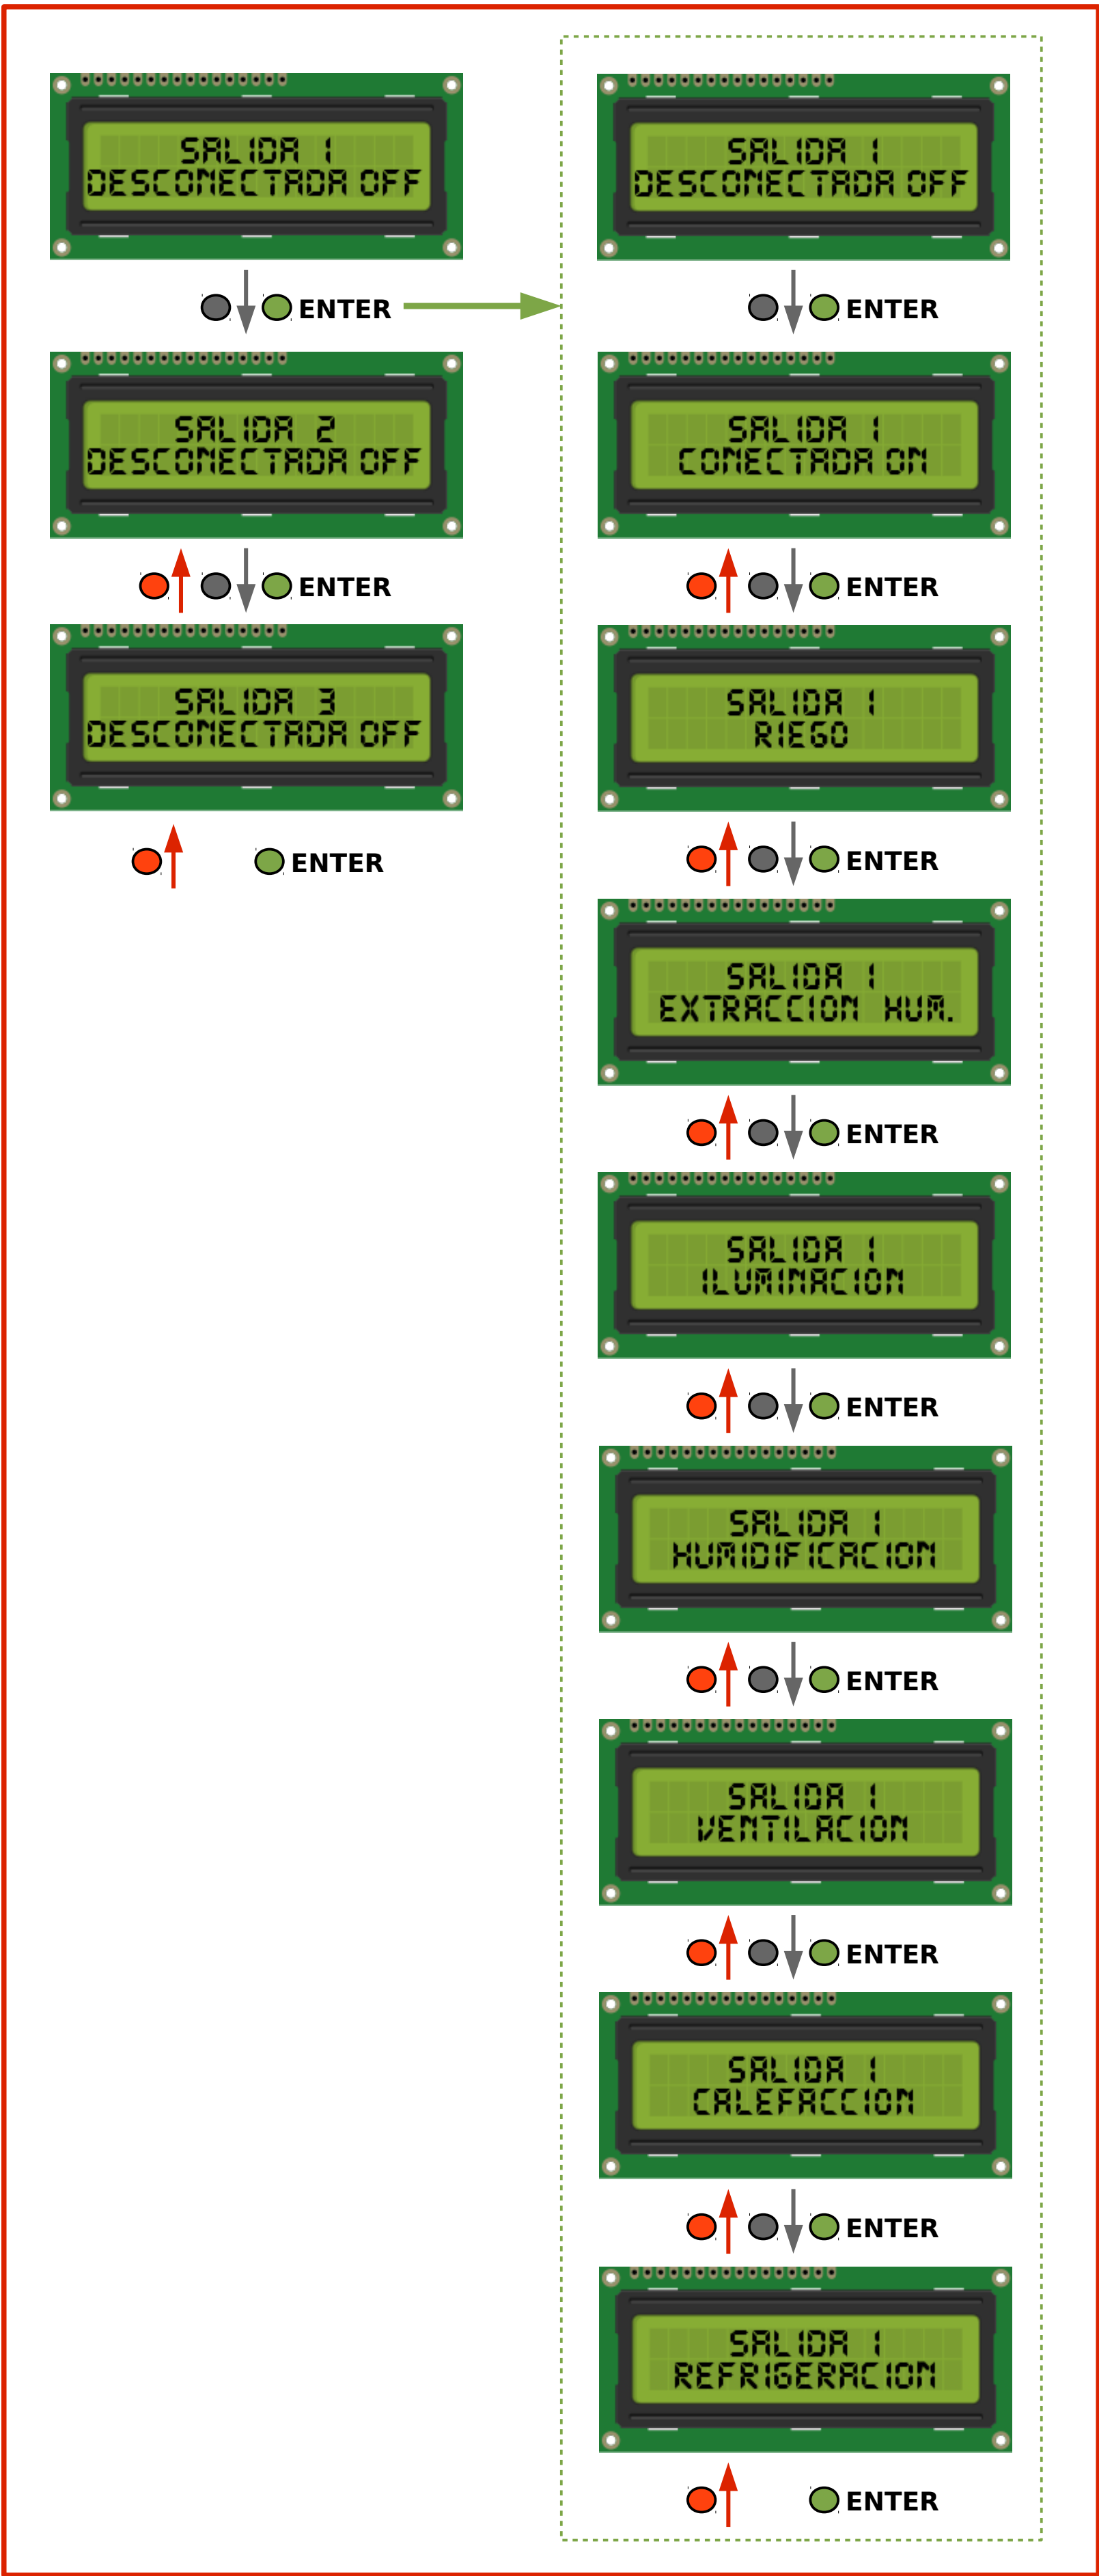 SALIDA 1
DESCONECTADA OFF
ENTER
SALIDA 2
DESCONECTADA OFF
ENTER
SALIDA 3
DESCONECTADA OFF
ENTER
SALIDA 1
DESCONECTADA OFF
ENTER
SALIDA 1
CONECTADA ON
ENTER
SALIDA 1
RIEGO
ENTER
SALIDA 1
EXTRACCION HUM.
ENTER
SALIDA 1
ILUMINACION
ENTER
SALIDA 1
HUMIDIFICACION
ENTER
SALIDA 1
VENTILACION
ENTER
SALIDA 1
CALEFACCION
ENTER
SALIDA 1
REFRIGERACION
ENTER